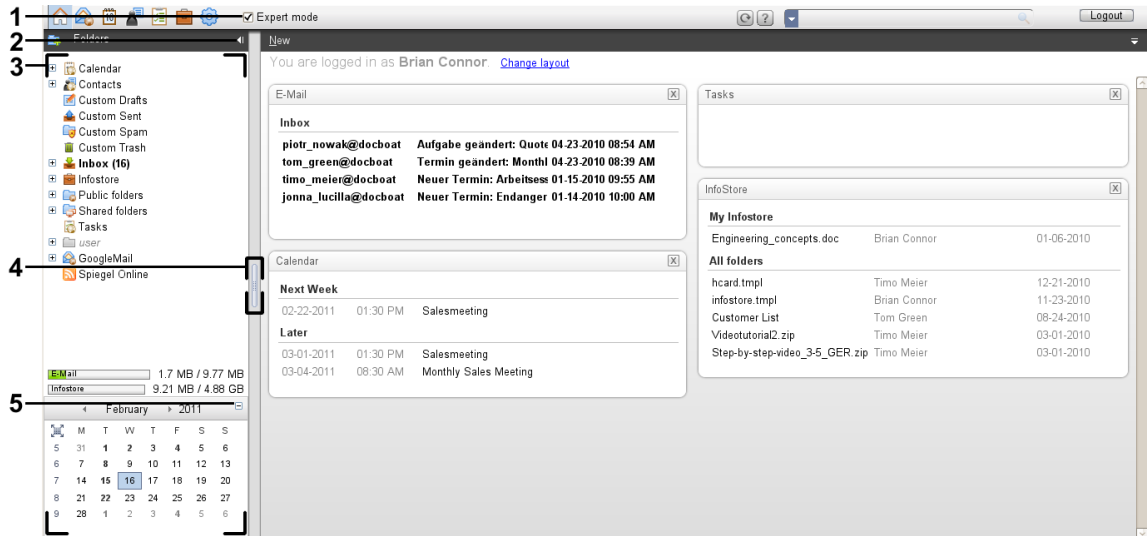 1
Expert mode
Logout
2
Folders
New
3
You are logged in as Brian Connor. Change layout
Calendar
Contacts
Custom Drafts
Custom Sent
Custom Spam
Custom Trash
Inbox (16)
Infostore
Public folders
Shared folders
Tasks
user
GoogleMail
Spiegel Online
4
E-Mail
Inbox
piotr_nowak@docboat Aufgabe geändert: Quote 04-23-2010 08:54 AM
tom_green@docboat Termin geändert: Monthl 04-23-2010 08:39 AM
timo_meier@docboat Neuer Termin: Arbeitsess 01-15-2010 09:55 AM
jonna_lucilla@docboat Neuer Termin: Endanger 01-14-2010 10:00 AM
Calendar
Next Week
02-22-2011 01:30 PM Salesmeeting
Later
03-01-2011 01:30 PM Salesmeeting
03-04-2011 08:30 AM Monthly Sales Meeting
Tasks
InfoStore
My Infostore
Engineering_concepts.doc Brian Connor 01-06-2010
All folders
hcard.tmpl Timo Meier 12-21-2010
infostore.tmpl Brian Connor 11-23-2010
Customer List Tom Green 08-24-2010
Videotutorial2.zip Timo Meier 03-01-2010
Step-by-step-video_3-5_GER.zip Timo Meier 03-01-2010
E-Mail 1.7 MB / 9.77 MB
Infostore 9.21 MB / 4.88 GB
5
February 2011
M T W T F S S
5 31 1 2 3 4 5 6
6 7 8 9 10 11 12 13
7 14 15 16 17 18 19 20
8 21 22 23 24 25 26 27
9 28 1 2 3 4 5 6